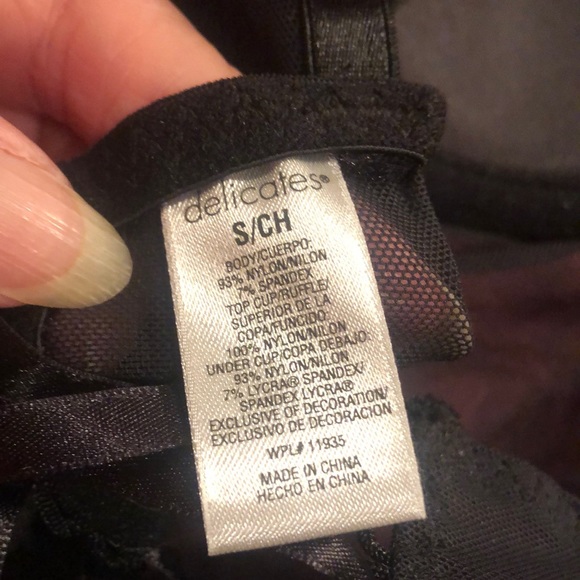 delicates®
S/CH
BODY/CUERPO:
93% NYLON/NILON
7% SPANDEX
TOP CUP/RUFFLE/
SUPERIOR DE LA
COPA/FUNCIDO:
100% NYLON/NILON
UNDER CUP/COPA DEBAJO:
93% NYLON/NILON
7% LYCRA® SPANDEX/
SPANDEX LYCRA®
EXCLUSIVE OF DECORATION/
EXCLUSIVO DE DECORACION
WPL# 11935
MADE IN CHINA
HECHO EN CHINA